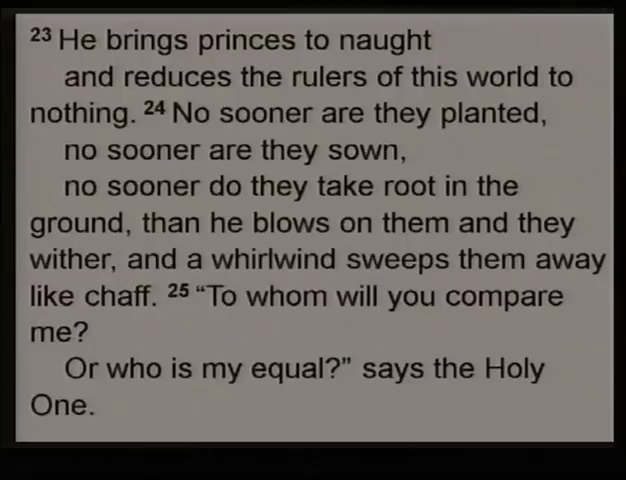 23 He brings princes to naught
and reduces the rulers of this world to
nothing. 24 No sooner are they planted,
no sooner are they sown,
no sooner do they take root in the
ground, than he blows on them and they
wither, and a whirlwind sweeps them away
like chaff. 25 “To whom will you compare
me?
Or who is my equal?” says the Holy
One.